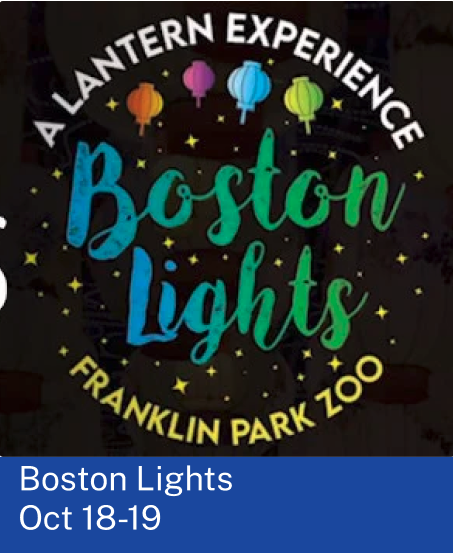 A LANTERN EXPERIENCE
Boston
Lights
FRANKLIN PARK ZOO
Boston Lights
Oct 18-19